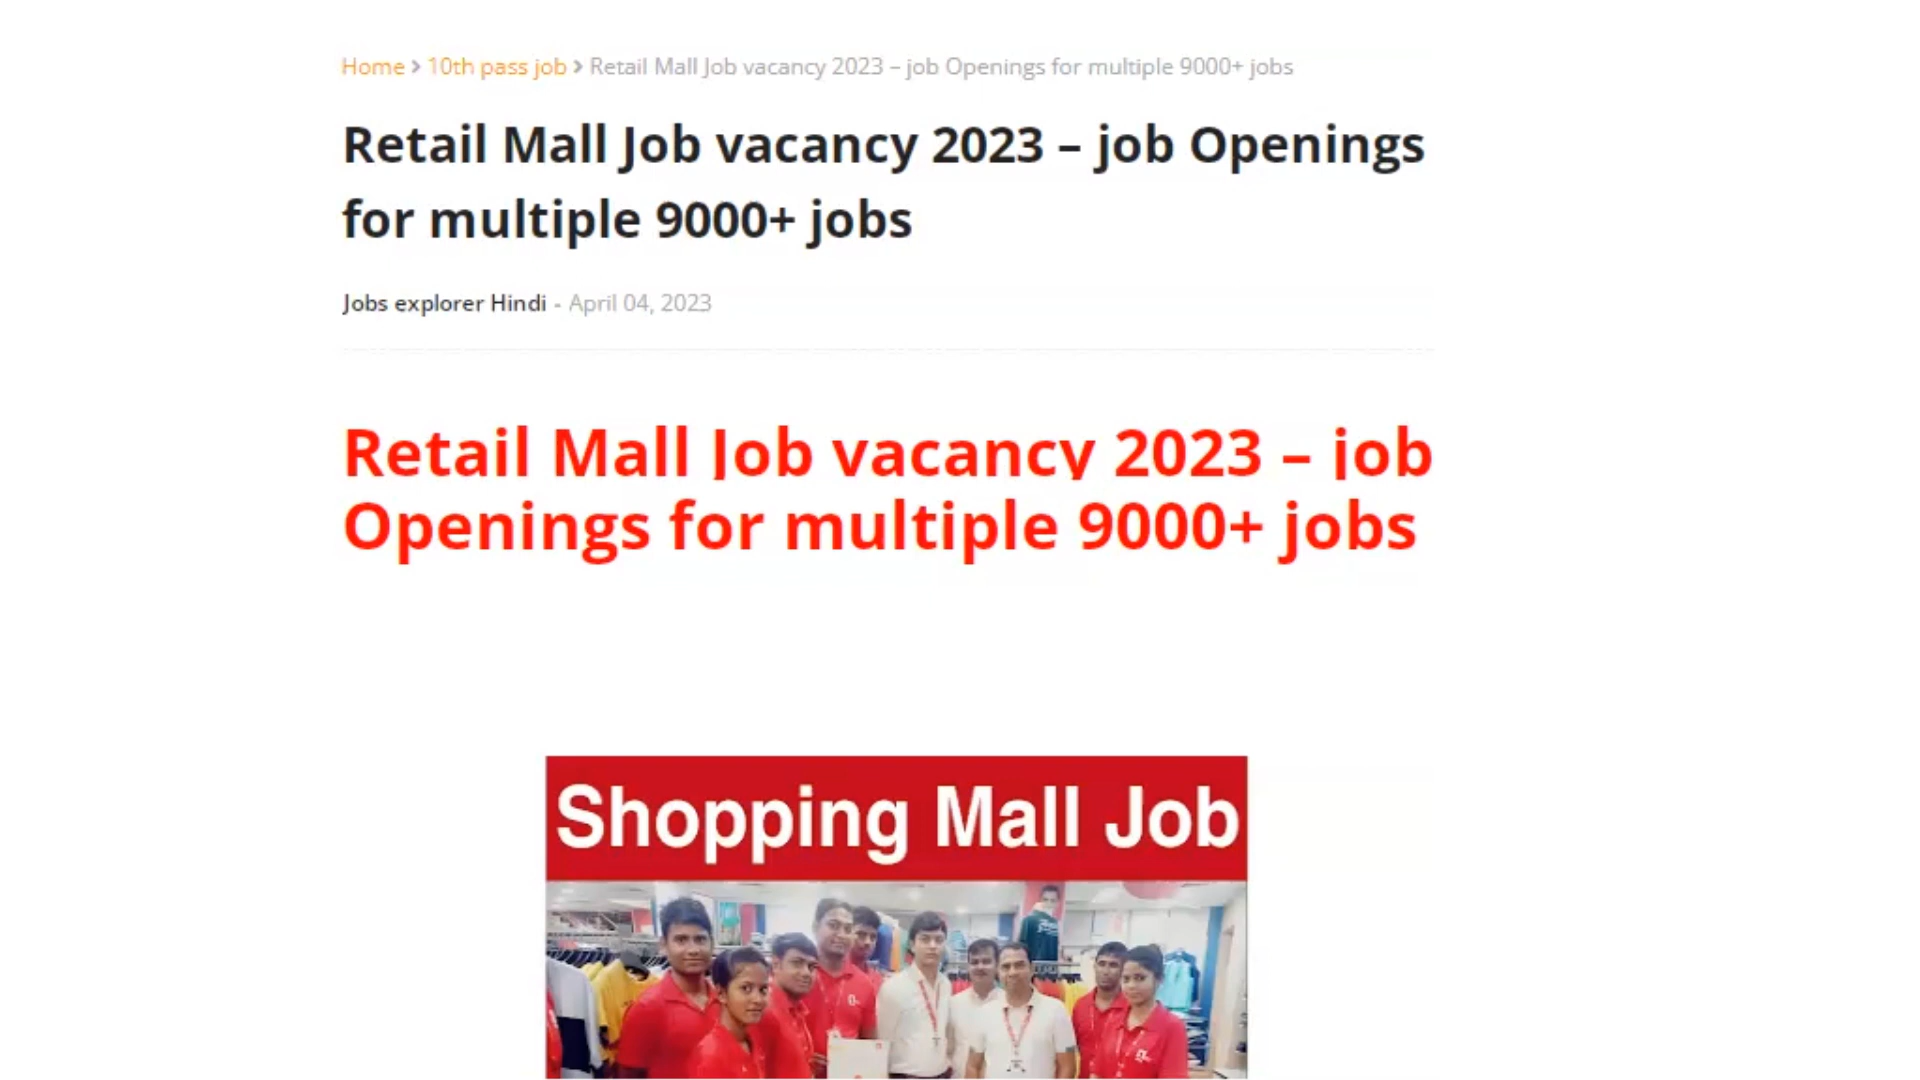 Home > 10th pass job > Retail Mall Job vacancy 2023 – job Openings for multiple 9000+ jobs
Retail Mall Job vacancy 2023 – job Openings
for multiple 9000+ jobs
Jobs explorer Hindi - April 04, 2023
Retail Mall Job vacancy 2023 – job
Openings for multiple 9000+ jobs
Shopping Mall Job